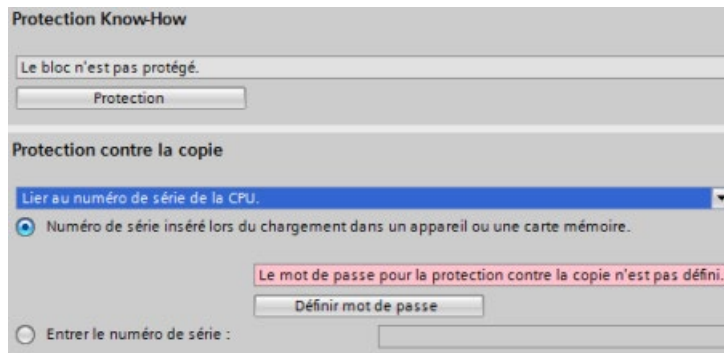 Protection Know-How
Le bloc n'est pas protégé.
Protection
Protection contre la copie
Lier au numéro de série de la CPU.
Numéro de série inséré lors du chargement dans un appareil ou une carte mémoire.
Le mot de passe pour la protection contre la copie n'est pas défini.
Définir mot de passe
Entrer le numéro de série :